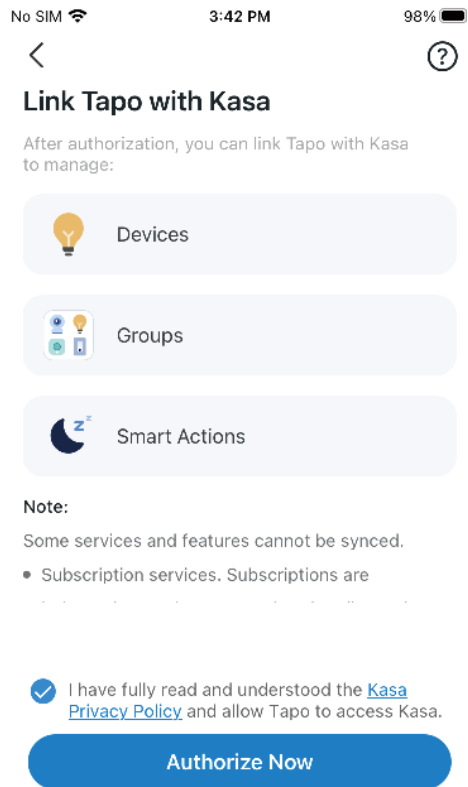 No SIM 3:42 PM 98%
?
Link Tapo with Kasa
After authorization, you can link Tapo with Kasa
to manage:
Devices
Groups
z z
Smart Actions
Note:
Some services and features cannot be synced.
• Subscription services. Subscriptions are
I have fully read and understood the Kasa
Privacy Policy and allow Tapo to access Kasa.
Authorize Now